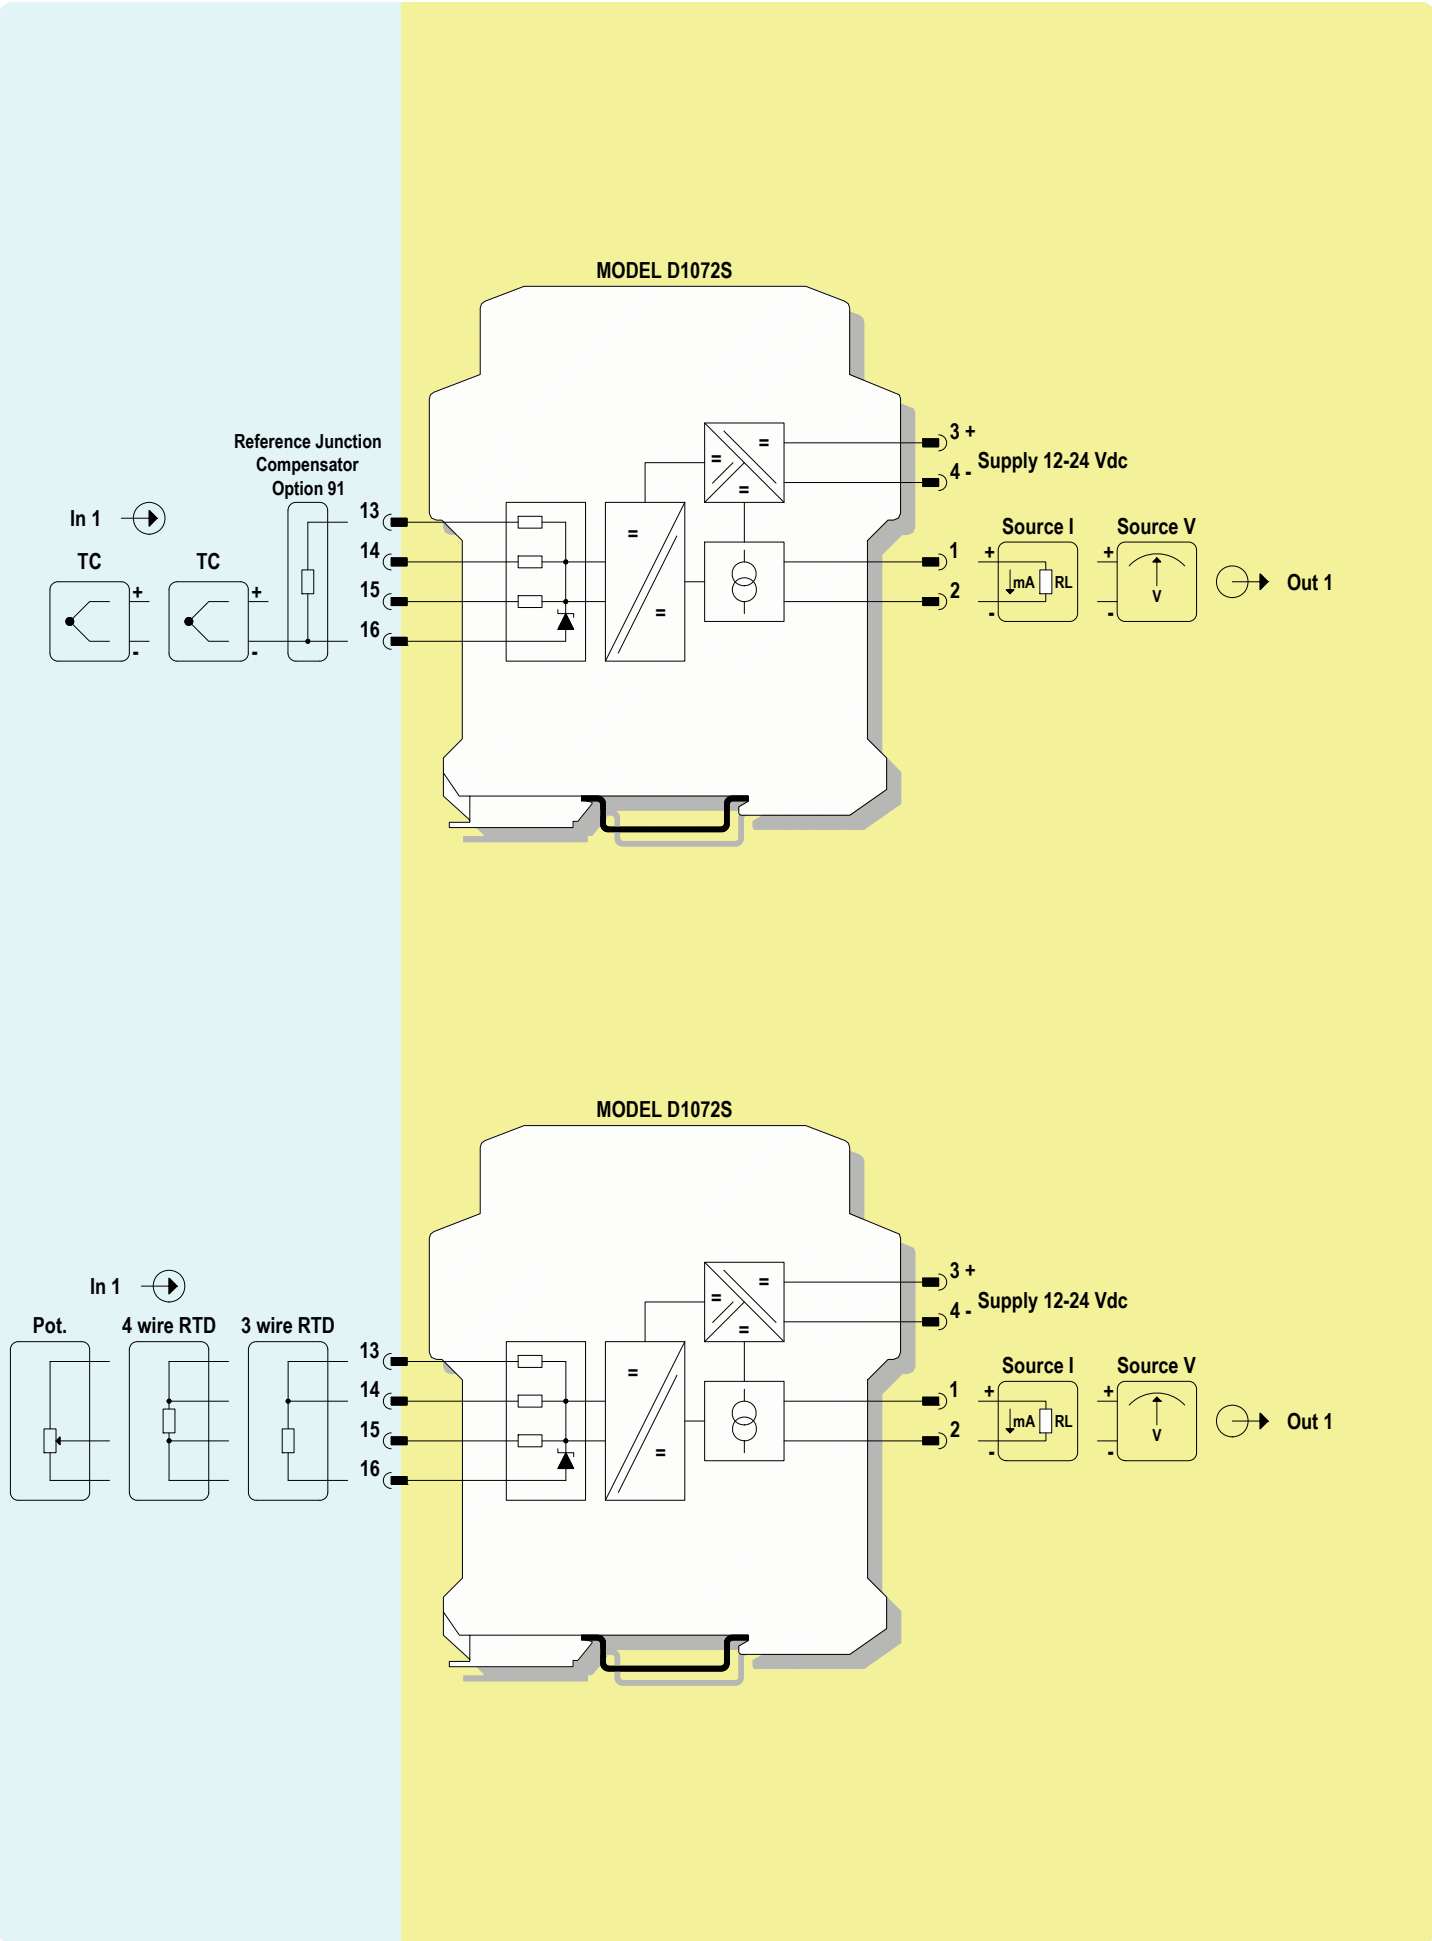 MODEL D1072S
Reference Junction
Compensator
Option 91
In 1
TC
+
-
TC
+
-
13
14
15
16
=
=
=
=
=
3 +
4 -
Supply 12-24 Vdc
1
2
Source I
+
-
mA
RL
Source V
+
-
V
Out 1
MODEL D1072S
In 1
Pot.
4 wire RTD
3 wire RTD
13
14
15
16
=
=
=
=
=
3 +
4 -
Supply 12-24 Vdc
1
2
Source I
+
-
mA
RL
Source V
+
-
V
Out 1